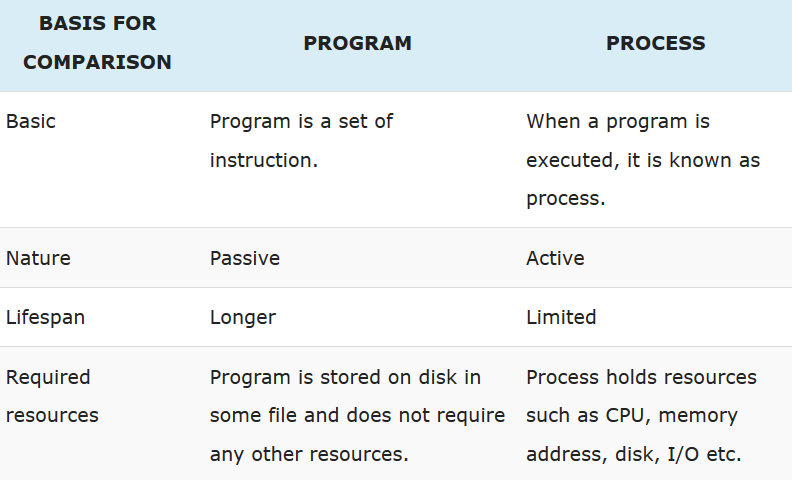 BASIS FOR
COMPARISON
PROGRAM
PROCESS
Basic
Program is a set of
instruction.
When a program is
executed, it is known as
process.
Nature
Passive
Active
Lifespan
Longer
Limited
Required
resources
Program is stored on disk in
some file and does not require
any other resources.
Process holds resources
such as CPU, memory
address, disk, I/O etc.